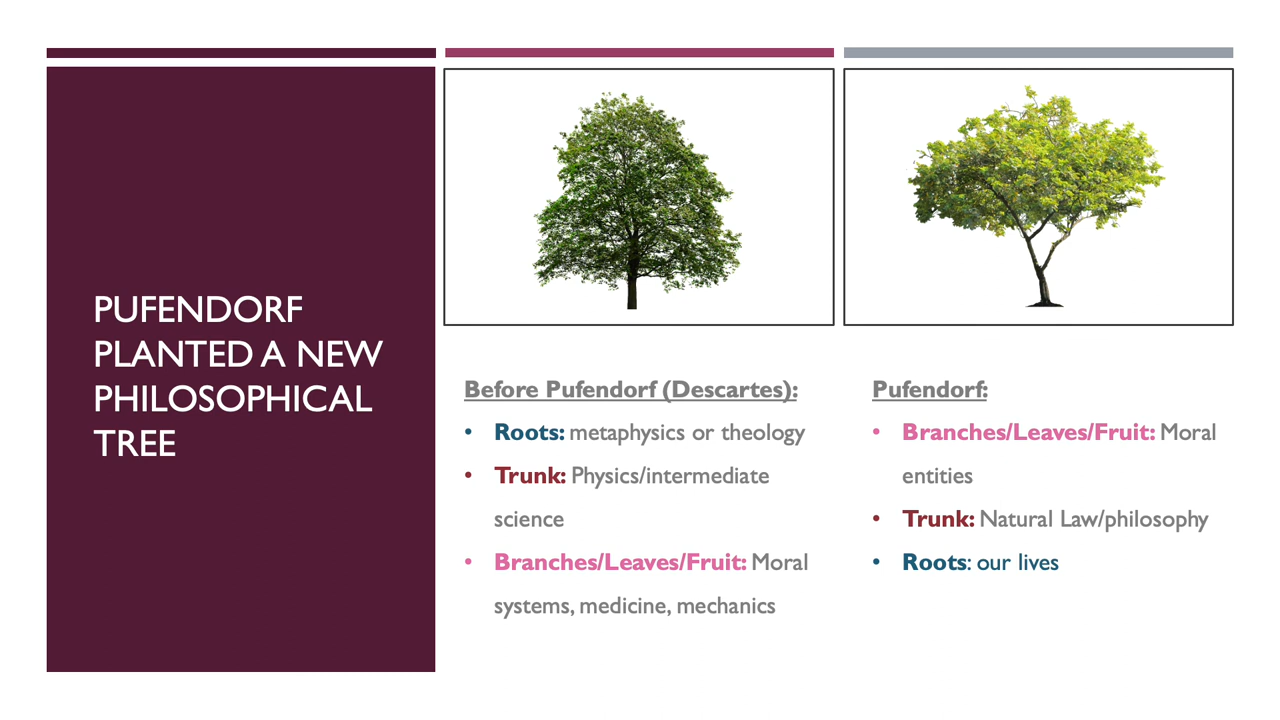 PUFENDORF
PLANTED A NEW
PHILOSOPHICAL
TREE
Before Pufendorf (Descartes):
• Roots: metaphysics or theology
• Trunk: Physics/intermediate
science
• Branches/Leaves/Fruit: Moral
systems, medicine, mechanics
Pufendorf:
• Branches/Leaves/Fruit: Moral
entities
• Trunk: Natural Law/philosophy
• Roots: our lives